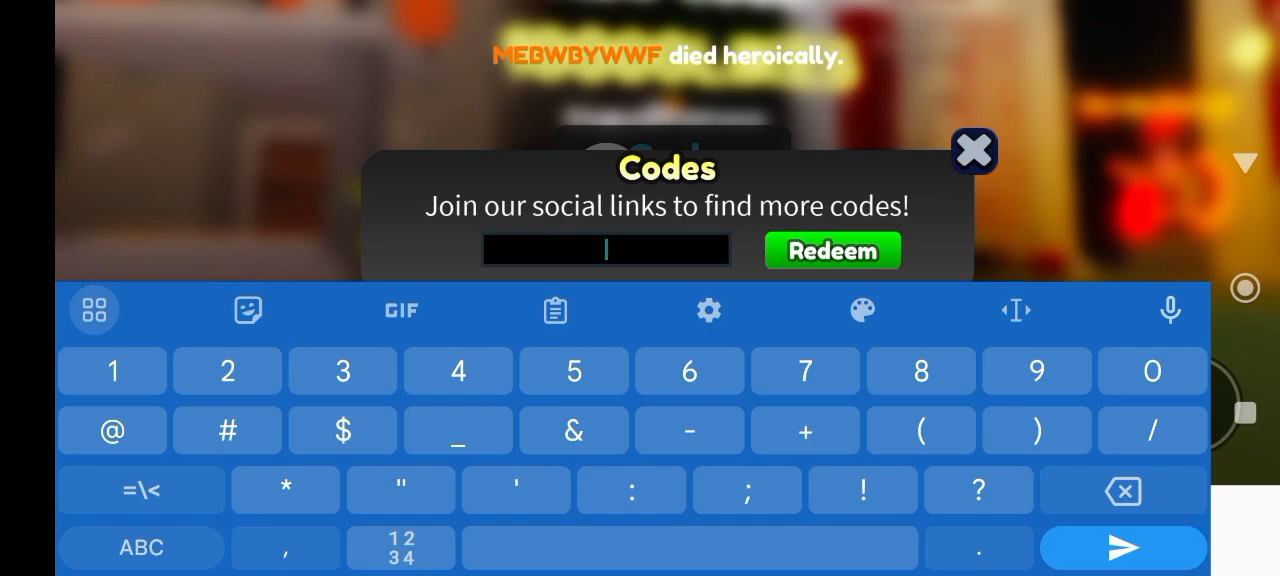 MEBWBYWWF died heroically.
Codes
Join our social links to find more codes!
Redeem
GIF
1 2 3 4 5 6 7 8 9 0
@ # $ _ & - + ( ) /
=\< * " ' : ; ! ?
ABC , 12 .
34